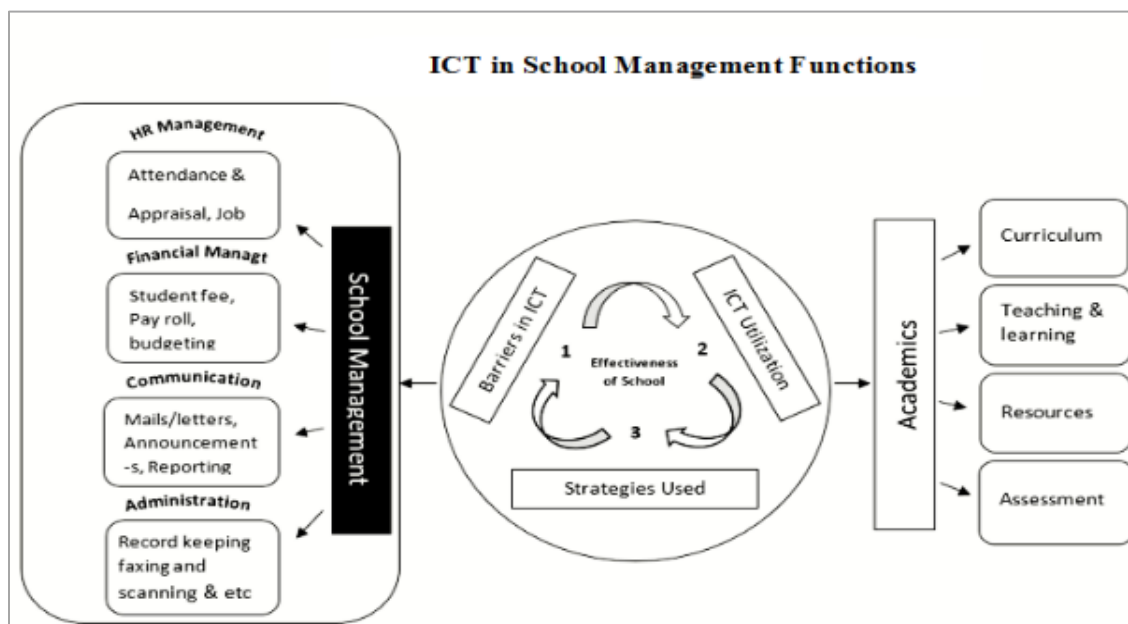 ICT in School Management Functions
HR Management
Attendance &
Appraisal, Job
Financial Managt
Student fee,
Pay roll,
budgeting
Communication
Mails/letters,
Announcement
-s, Reporting
Administration
Record keeping
faxing and
scanning & etc
School Management
Barriers in ICT
1
Effectiveness
of School
2
ICT Utilization
3
Strategies Used
Academics
Curriculum
Teaching &
learning
Resources
Assessment